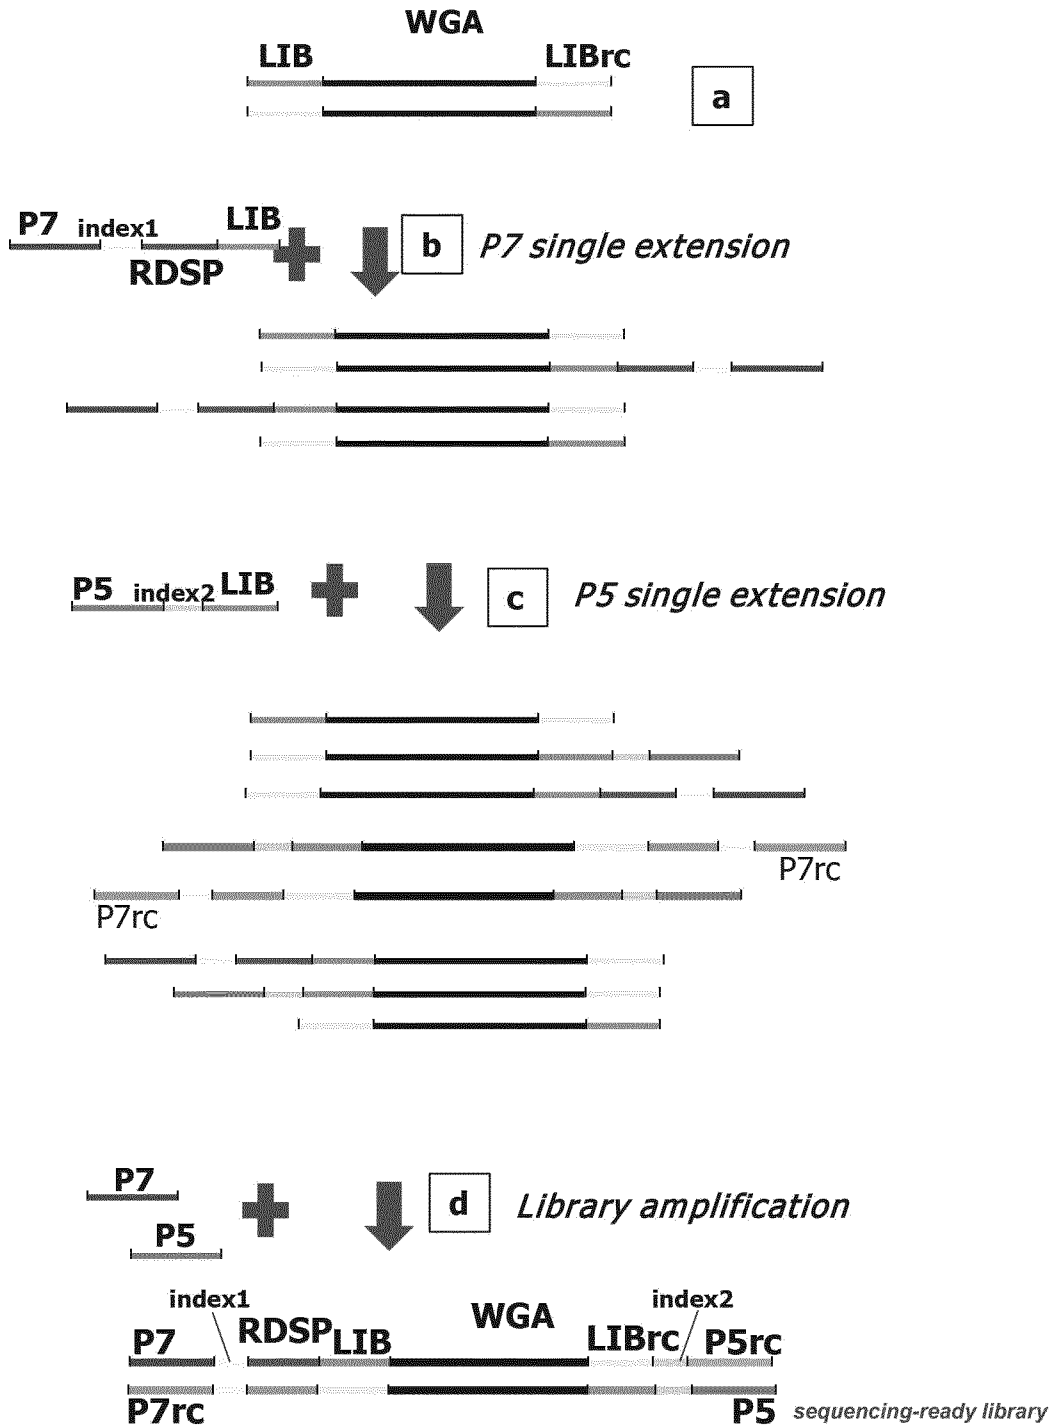 WGA
LIB
LIBrc
a
P7
index1
LIB
RDSP
b
P7 single extension
P5
index2
LIB
c
P5 single extension
P7rc
P7rc
P7
P5
d
Library amplification
index1
WGA
index2
P7
RDSP
LIB
LIBrc
P5rc
P7rc
P5
sequencing-ready library